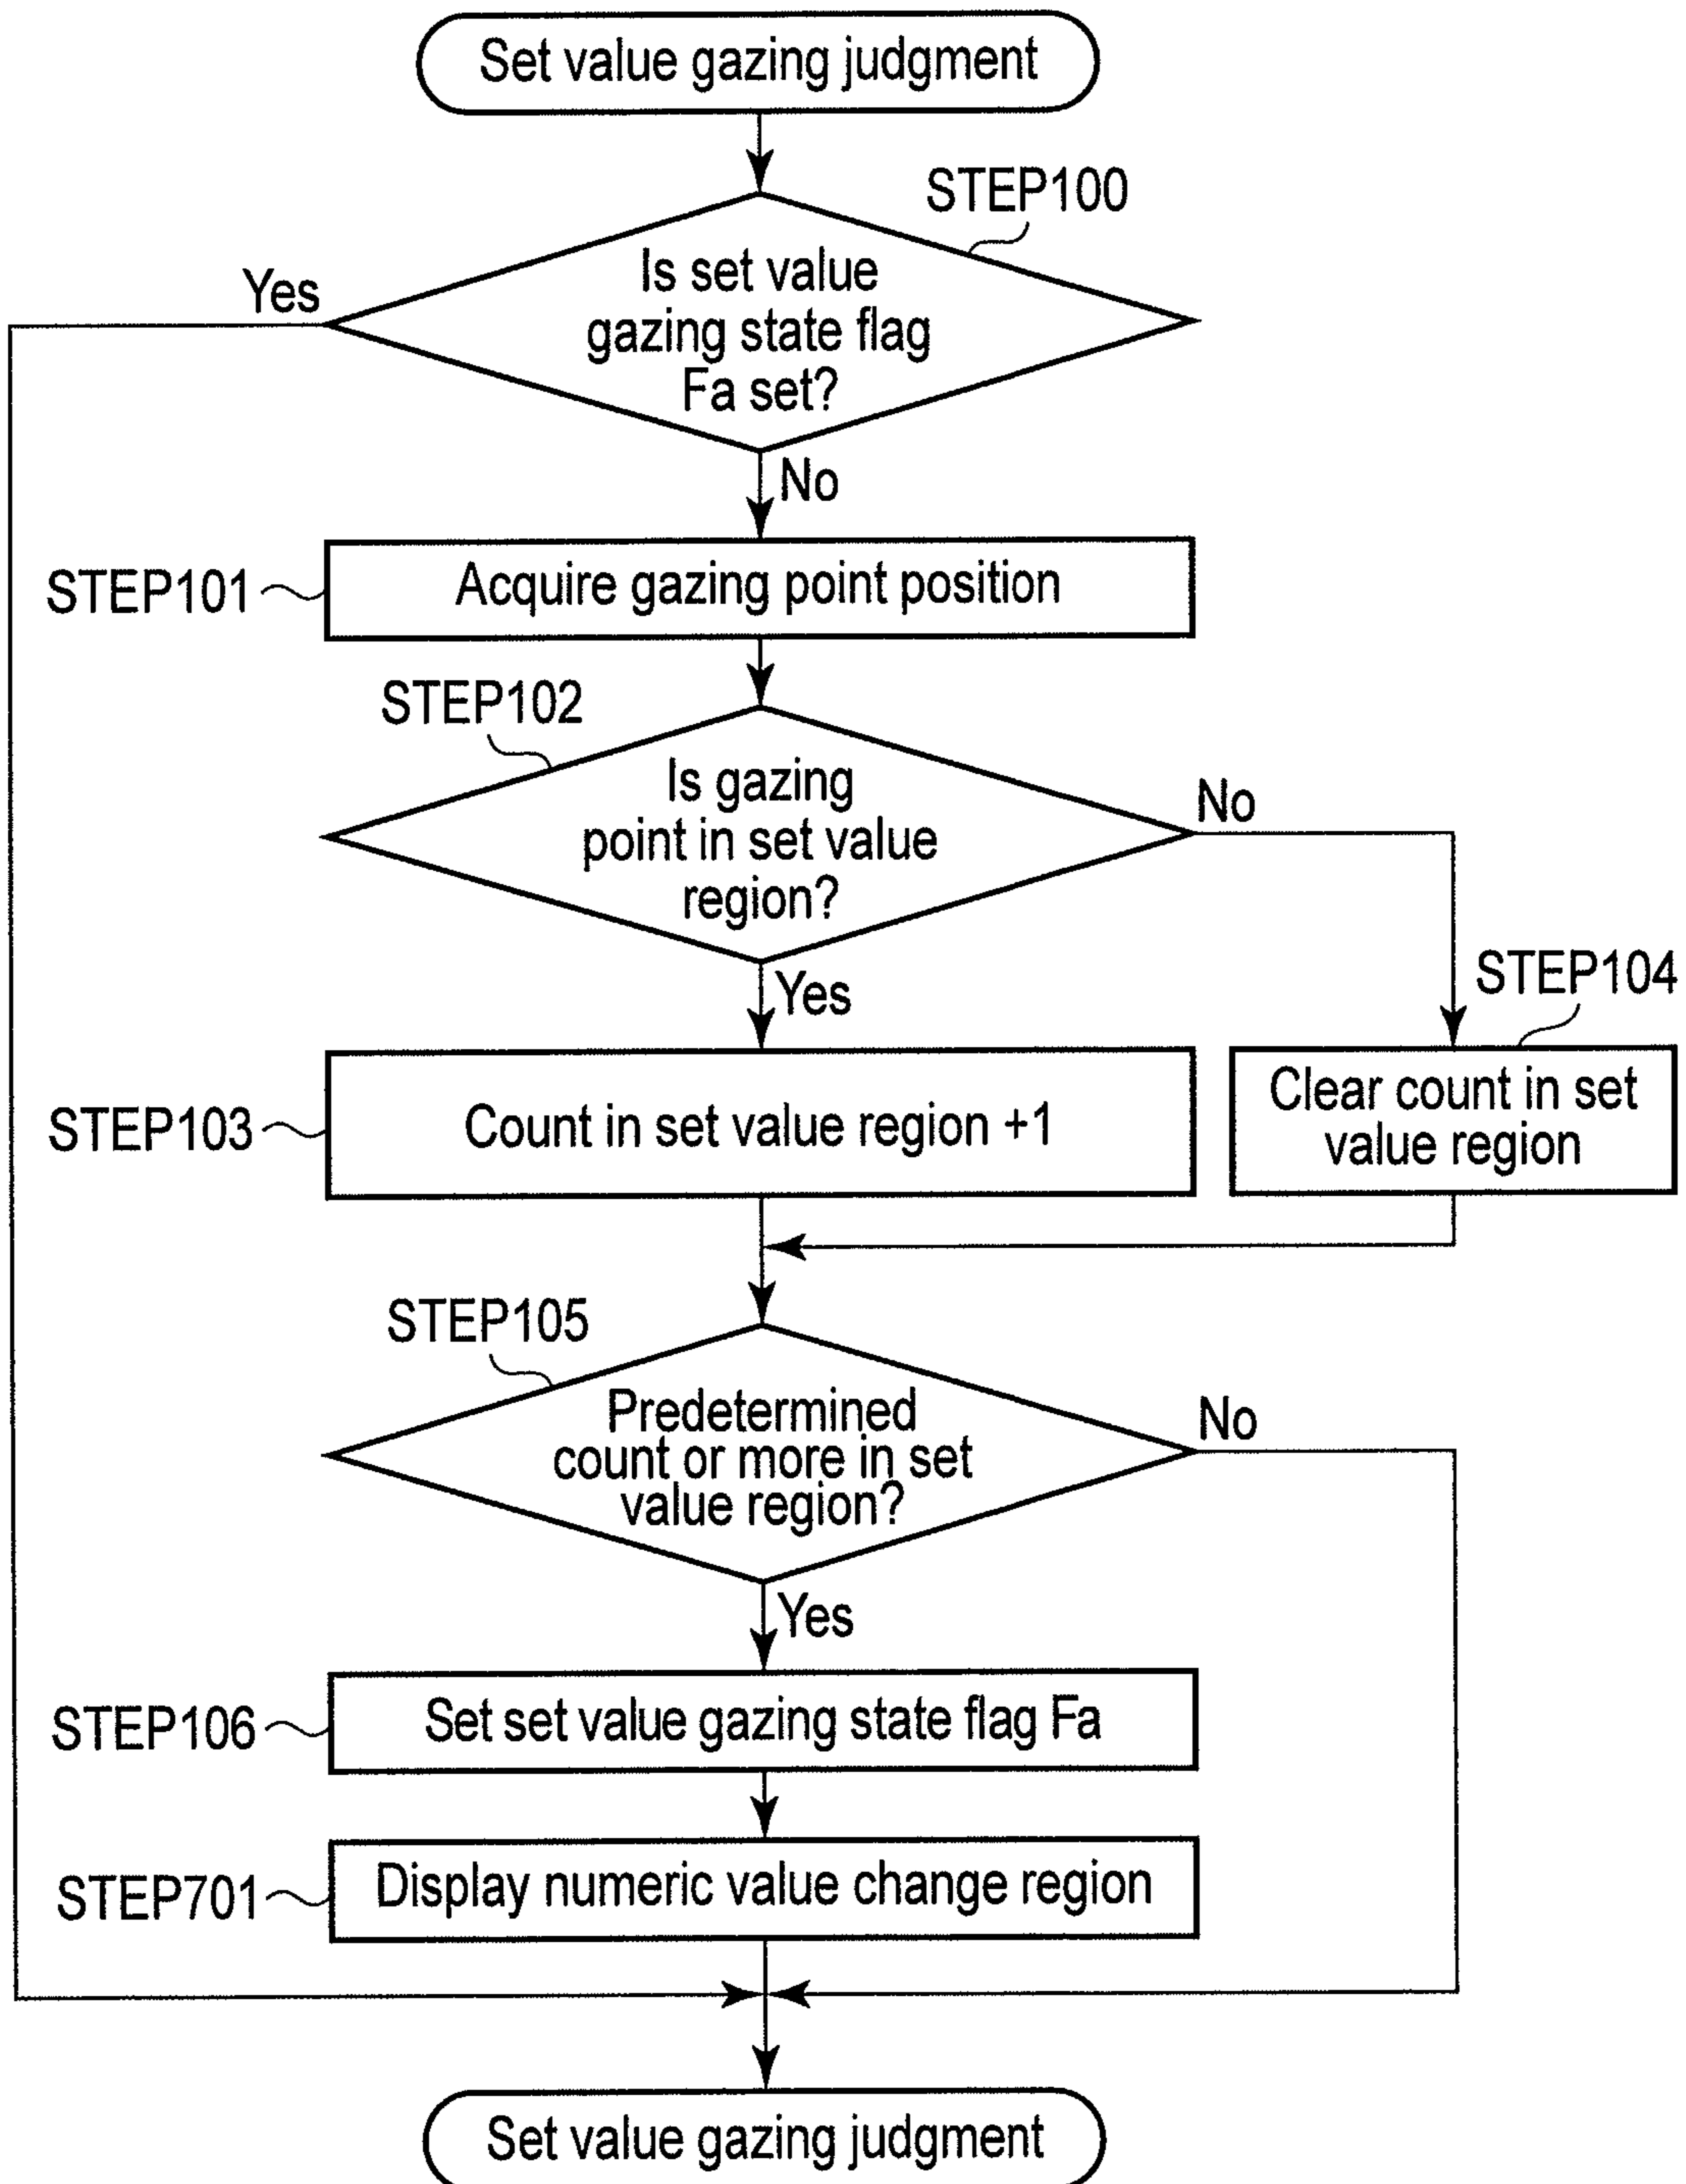 Set value gazing judgment
STEP100
Is set value
gazing state flag
Fa set?
Yes
No
STEP101
Acquire gazing point position
STEP102
Is gazing
point in set value
region?
No
Yes
STEP104
STEP103
Count in set value region +1
Clear count in set
value region
STEP105
Predetermined
count or more in set
value region?
No
Yes
STEP106
Set set value gazing state flag Fa
STEP701
Display numeric value change region
Set value gazing judgment